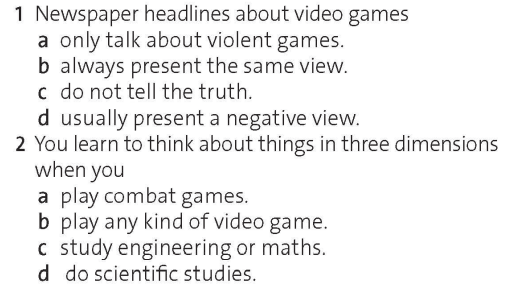 1 Newspaper headlines about video games
a only talk about violent games.
b always present the same view.
c do not tell the truth.
d usually present a negative view.
2 You learn to think about things in three dimensions
when you
a play combat games.
b play any kind of video game.
c study engineering or maths.
d do scientific studies.